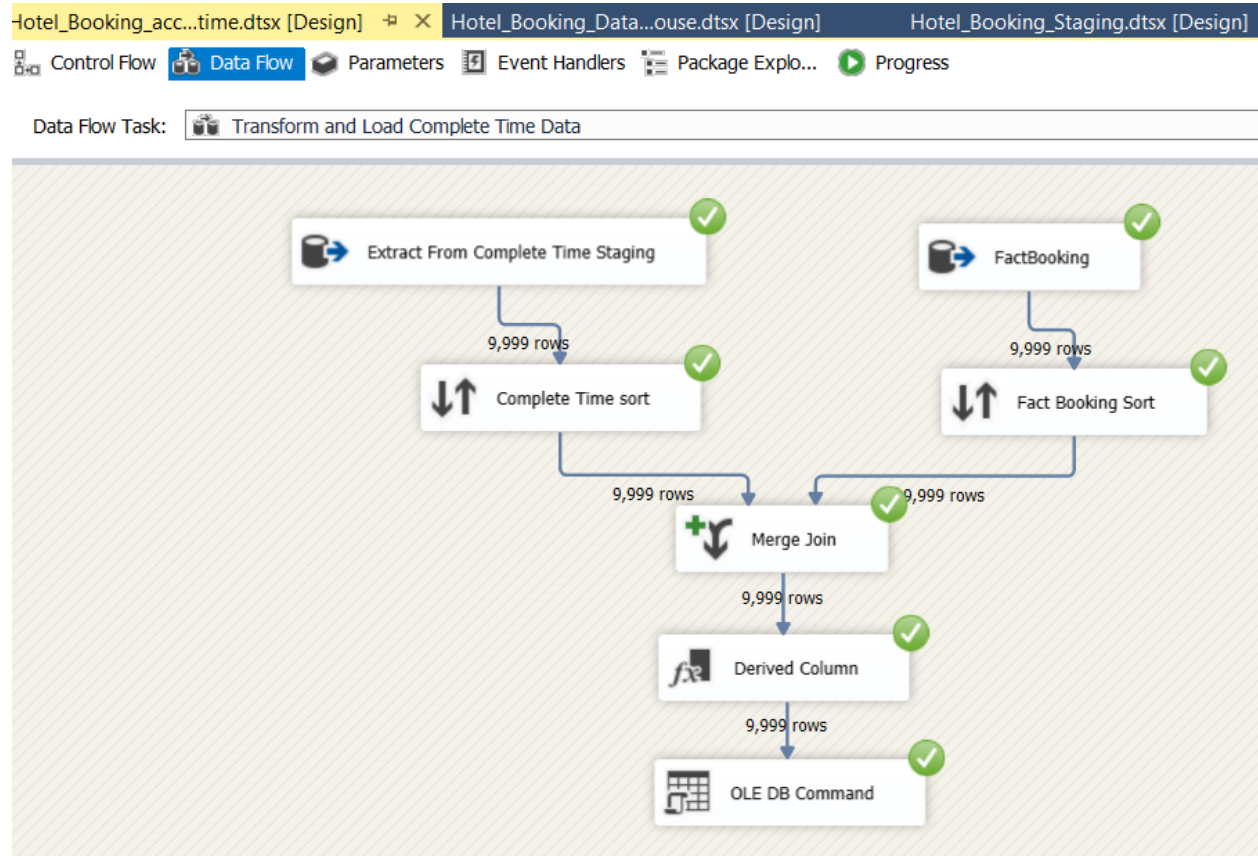 Hotel_Booking_acc...time.dtsx [Design] Hotel_Booking_Data...ouse.dtsx [Design] Hotel_Booking_Staging.dtsx [Design]
Control Flow Data Flow Parameters Event Handlers Package Explo... Progress
Data Flow Task: Transform and Load Complete Time Data
Extract From Complete Time Staging
FactBooking
9,999 rows
9,999 rows
Complete Time sort
Fact Booking Sort
9,999 rows
9,999 rows
Merge Join
9,999 rows
fx Derived Column
9,999 rows
OLE DB Command